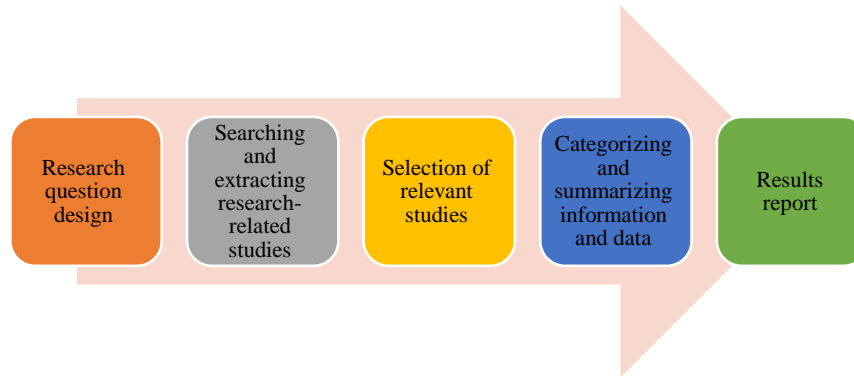 Research
question
design
Searching
and
extracting
research-
related
studies
Selection of
relevant
studies
Categorizing
and
summarizing
information
and data
Results
report